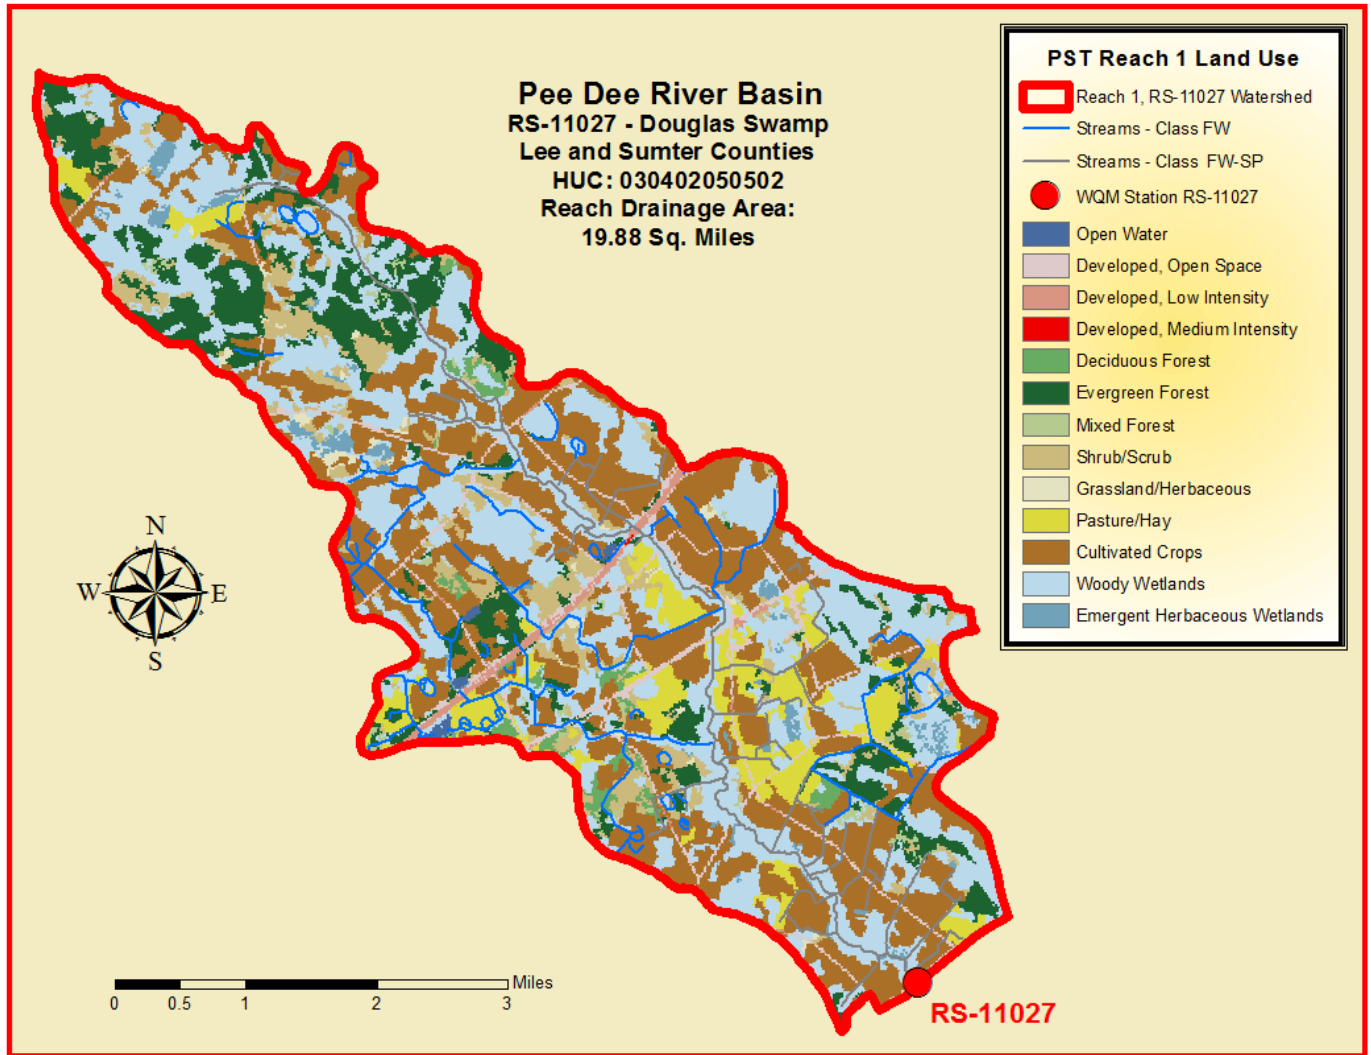 Pee Dee River Basin
RS-11027 - Douglas Swamp
Lee and Sumter Counties
HUC: 030402050502
Reach Drainage Area:
19.88 Sq. Miles
PST Reach 1 Land Use
Reach 1, RS-11027 Watershed
Streams - Class FW
Streams - Class FW-SP
WQM Station RS-11027
Open Water
Developed, Open Space
Developed, Low Intensity
Developed, Medium Intensity
Deciduous Forest
Evergreen Forest
Mixed Forest
Shrub/Scrub
Grassland/Herbaceous
Pasture/Hay
Cultivated Crops
Woody Wetlands
Emergent Herbaceous Wetlands
N
W E
S
Miles
0 0.5 1 2 3
RS-11027